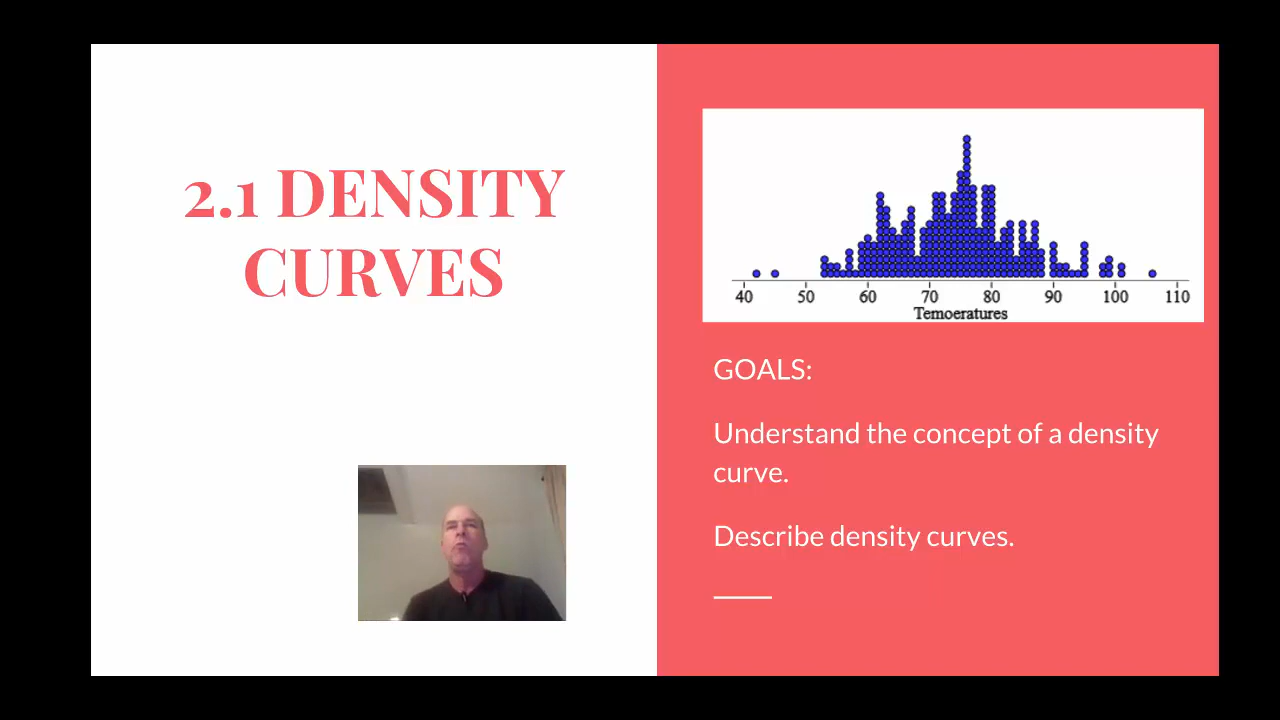 2.1 DENSITY
CURVES
40 50 60 70 80 90 100 110
Temoeratures
GOALS:
Understand the concept of a density
curve.
Describe density curves.